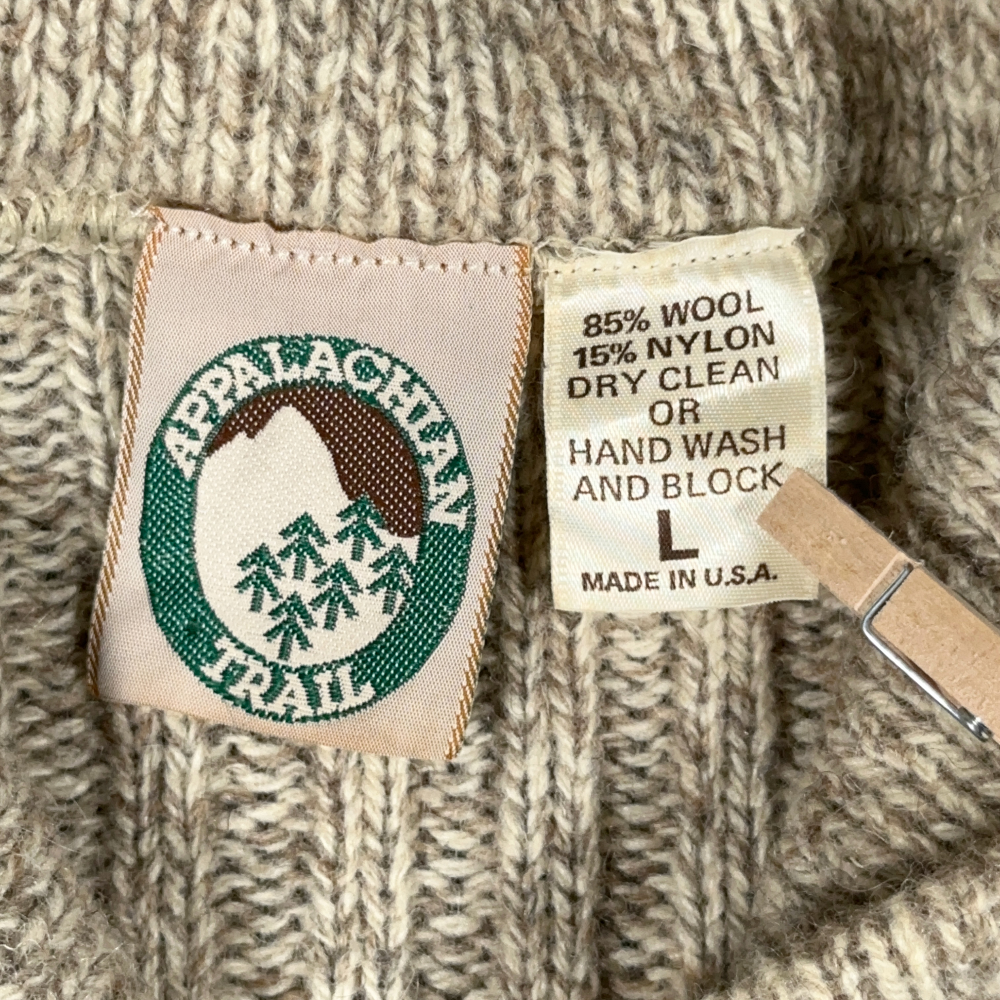 APPALACHIAN
TRAIL
85% WOOL
15% NYLON
DRY CLEAN
OR
HAND WASH
AND BLOCK
L
MADE IN U.S.A.